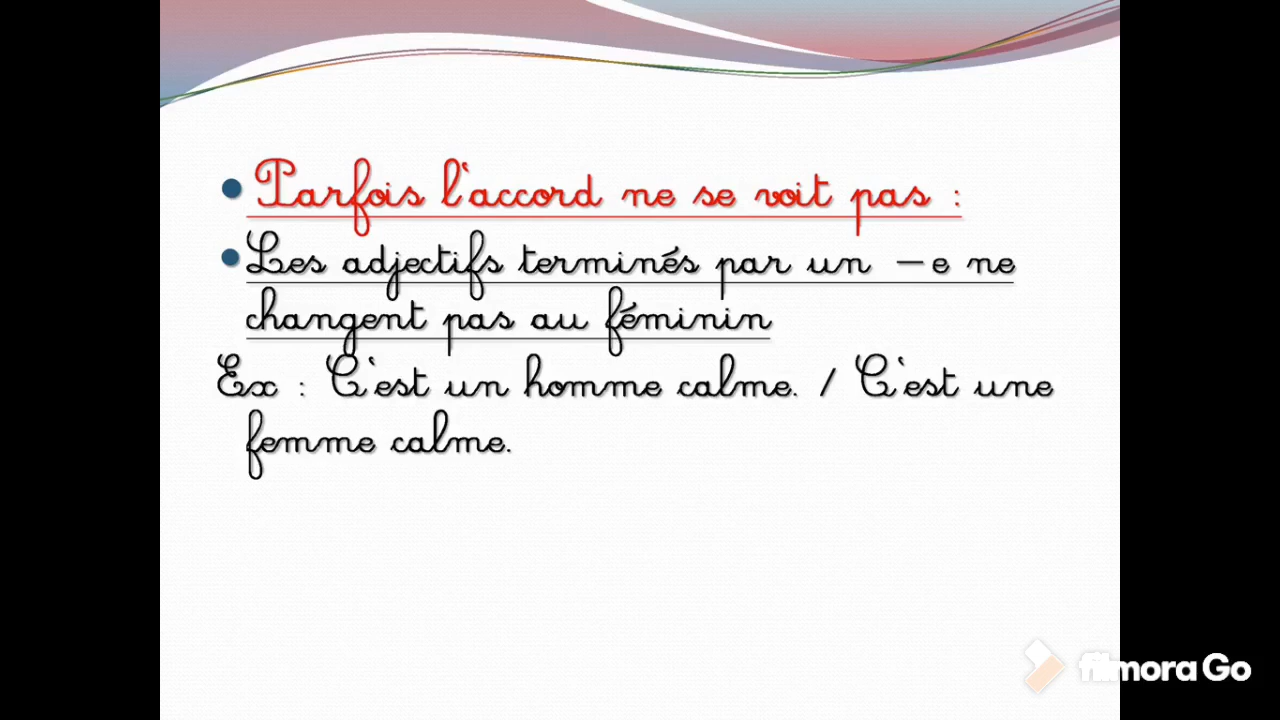 Parfois l'accord ne se voit pas :
Les adjectifs terminés par un –e ne
changent pas au féminin
Ex : C'est un homme calme. / C'est une
femme calme.
filmora Go